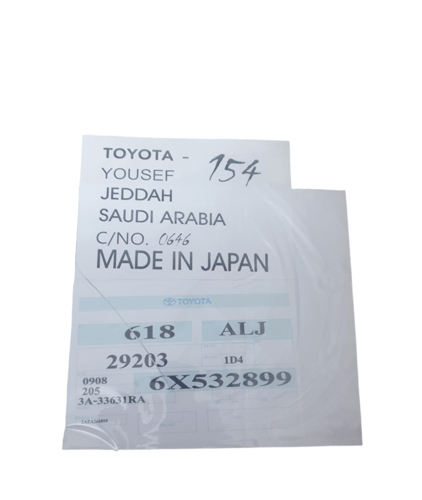 TOYOTA - 154
YOUSEF
JEDDAH
SAUDI ARABIA
C/NO. 0646
MADE IN JAPAN
TOYOTA
618 ALJ
29203 1D4
0908 6X532899
205
3A-33631RA